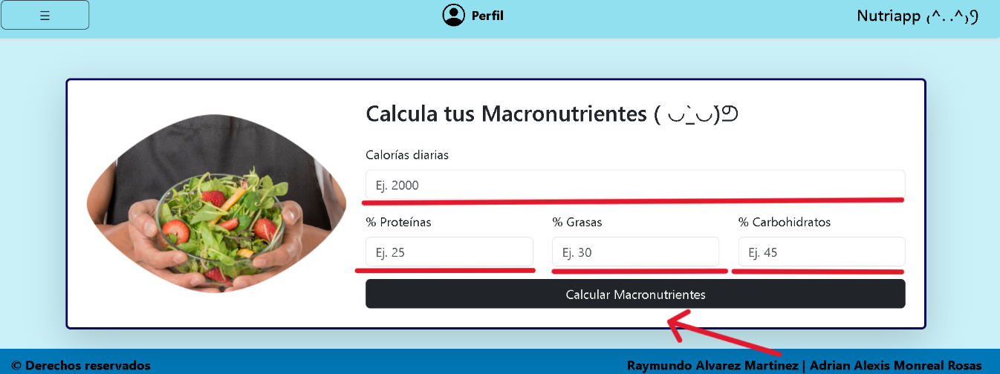 ☰
Perfil
Nutriapp ₍^. .^₎⟆
Calcula tus Macronutrientes ( ◡̀_◡́)ᕤ
Calorías diarias
Ej. 2000
% Proteínas % Grasas % Carbohidratos
Ej. 25 Ej. 30 Ej. 45
Calcular Macronutrientes
© Derechos reservados
Raymundo Alvarez Martinez | Adrian Alexis Monreal Rosas